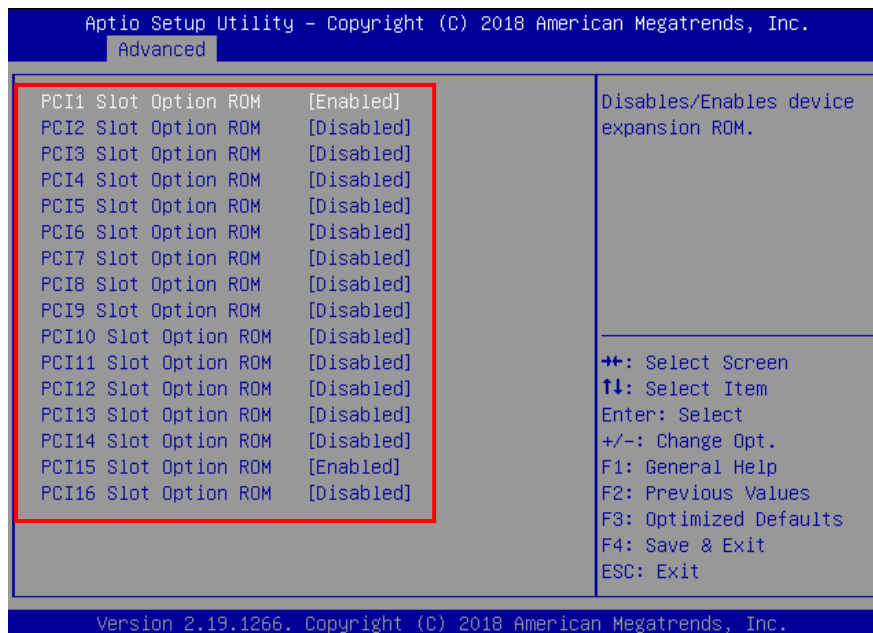 Aptio Setup Utility – Copyright (C) 2018 American Megatrends, Inc.
Advanced
PCI1 Slot Option ROM [Enabled]
PCI2 Slot Option ROM [Disabled]
PCI3 Slot Option ROM [Disabled]
PCI4 Slot Option ROM [Disabled]
PCI5 Slot Option ROM [Disabled]
PCI6 Slot Option ROM [Disabled]
PCI7 Slot Option ROM [Disabled]
PCI8 Slot Option ROM [Disabled]
PCI9 Slot Option ROM [Disabled]
PCI10 Slot Option ROM [Disabled]
PCI11 Slot Option ROM [Disabled]
PCI12 Slot Option ROM [Disabled]
PCI13 Slot Option ROM [Disabled]
PCI14 Slot Option ROM [Disabled]
PCI15 Slot Option ROM [Enabled]
PCI16 Slot Option ROM [Disabled]
Disables/Enables device
expansion ROM.
→←: Select Screen
↑↓: Select Item
Enter: Select
+/-: Change Opt.
F1: General Help
F2: Previous Values
F3: Optimized Defaults
F4: Save & Exit
ESC: Exit
Version 2.19.1266. Copyright (C) 2018 American Megatrends, Inc.